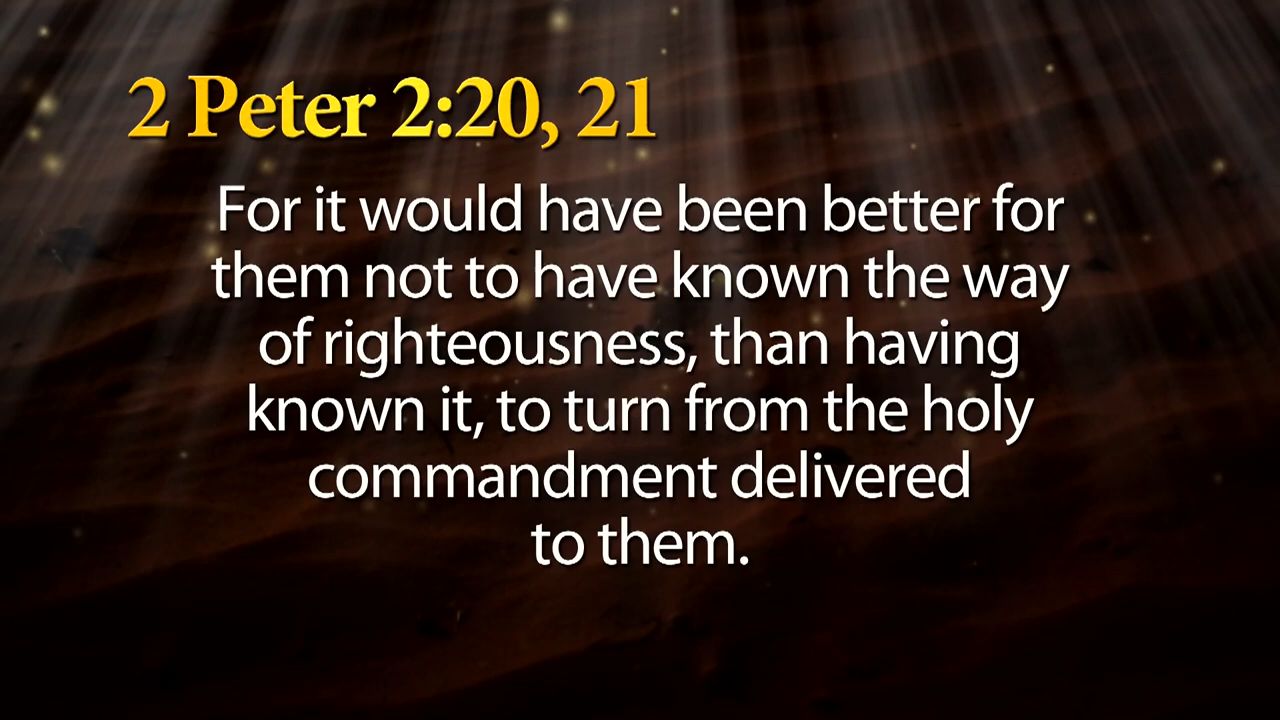 2 Peter 2:20, 21
For it would have been better for
them not to have known the way
of righteousness, than having
known it, to turn from the holy
commandment delivered
to them.